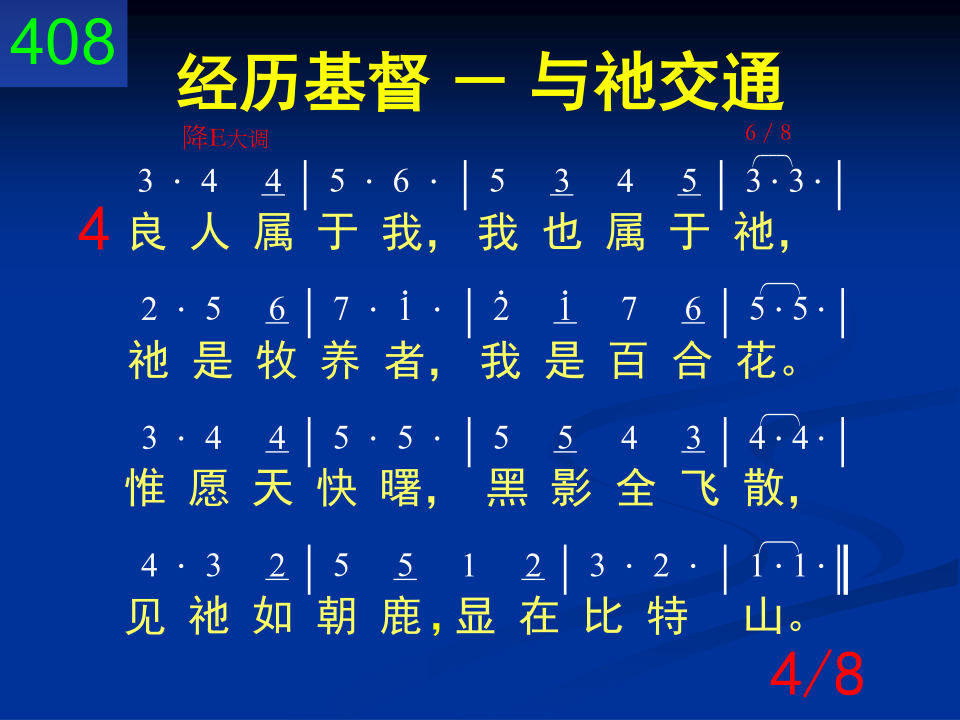 408
经历基督 － 与祂交通
降E大调 6／8
3 · 4 4 | 5 · 6 · | 5 3 4 5 | 3 · 3 · |
4 良 人 属 于 我， 我 也 属 于 祂，
2 · 5 6 | 7 · i · | 2̇ i 7 6 | 5 · 5 · |
祂 是 牧 养 者， 我 是 百 合 花。
3 · 4 4 | 5 · 5 · | 5 5 4 3 | 4 · 4 · |
惟 愿 天 快 曙， 黑 影 全 飞 散，
4 · 3 2 | 5 5 1 2 | 3 · 2 · | 1 · 1 · ‖
见 祂 如 朝 鹿，显 在 比 特 山。
4/8